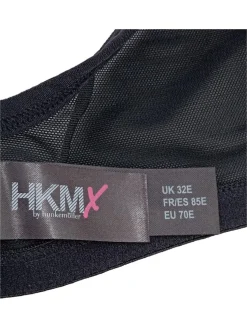 HKMX
by hunkemöller
UK 32E
FR/ES 85E
EU 70E